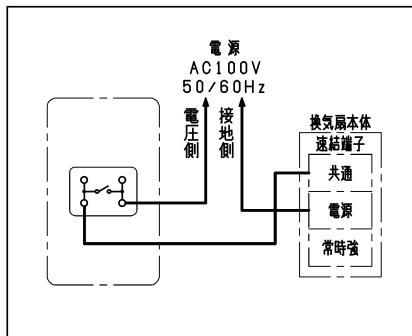 電源
AC100V
50/60Hz
電圧側
接地側
換気扇本体
速結端子
共通
電源
常時強